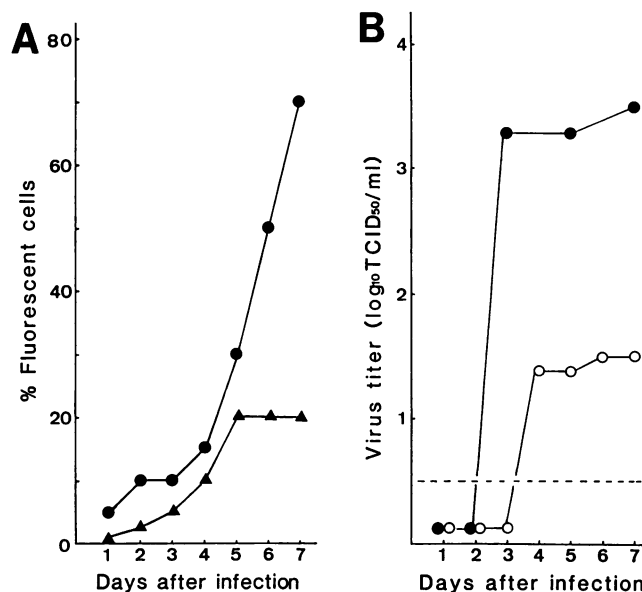 A
80
60
40
20
0
% Fluorescent cells
1 2 3 4 5 6 7
Days after infection
B
4
3
2
1
Virus titer (log₁₀TCID₅₀/ml)
1 2 3 4 5 6 7
Days after infection